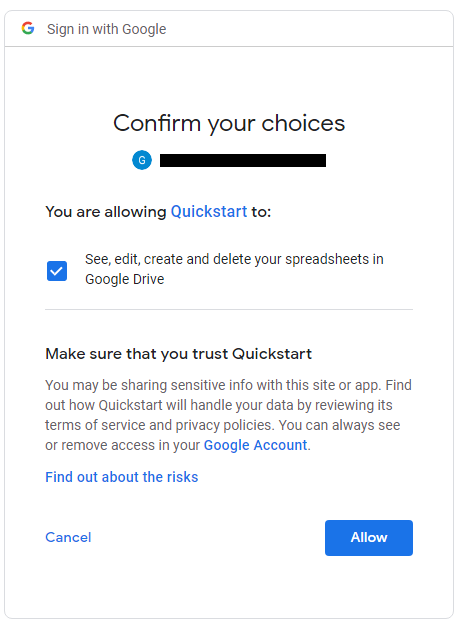 Sign in with Google
Confirm your choices
G
You are allowing Quickstart to:
See, edit, create and delete your spreadsheets in
Google Drive
Make sure that you trust Quickstart
You may be sharing sensitive info with this site or app. Find
out how Quickstart will handle your data by reviewing its
terms of service and privacy policies. You can always see
or remove access in your Google Account.
Find out about the risks
Cancel
Allow